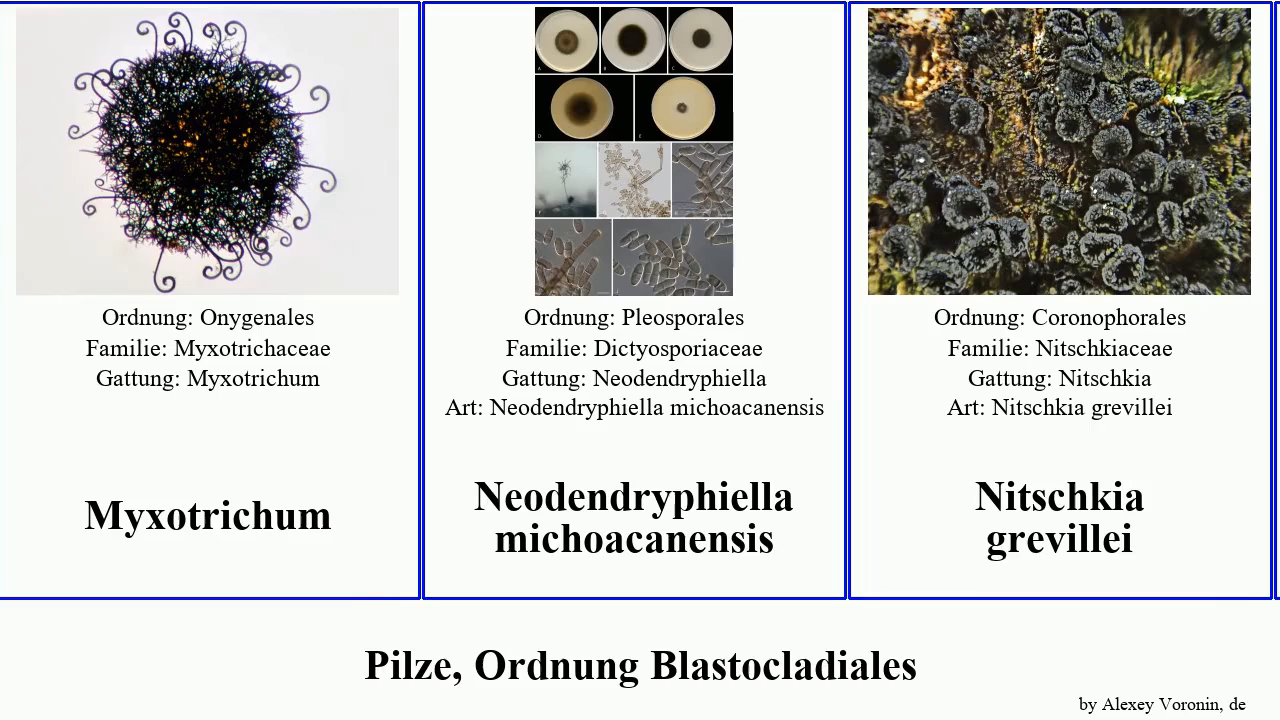 Ordnung: Onygenales
Familie: Myxotrichaceae
Gattung: Myxotrichum
Myxotrichum
Ordnung: Pleosporales
Familie: Dictyosporiaceae
Gattung: Neodendryphiella
Art: Neodendryphiella michoacanensis
Neodendryphiella
michoacanensis
Ordnung: Coronophorales
Familie: Nitschkiaceae
Gattung: Nitschkia
Art: Nitschkia grevillei
Nitschkia
grevillei
Pilze, Ordnung Blastocladiales
by Alexey Voronin, de